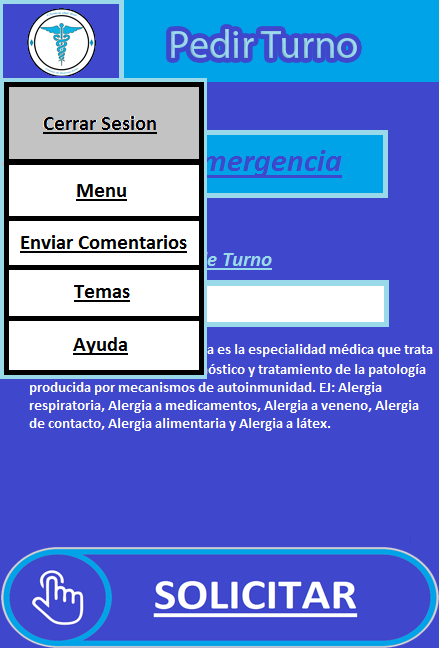 Pedir Turno
Cerrar Sesion
Menu
Enviar Comentarios
Temas
Ayuda
mergencia
e Turno
a es la especialidad médica que trata
óstico y tratamiento de la patología
producida por mecanismos de autoinmunidad. EJ: Alergia
respiratoria, Alergia a medicamentos, Alergia a veneno, Alergia
de contacto, Alergia alimentaria y Alergia a látex.
SOLICITAR